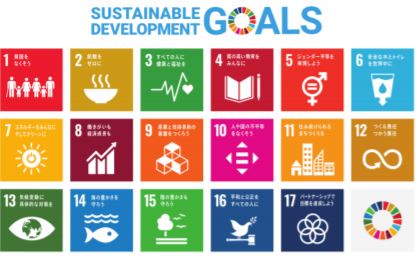 SUSTAINABLE
DEVELOPMENT
GOALS
1 貧困を
なくそう
2 飢餓を
ゼロに
3 すべての人に
健康と福祉を
4 質の高い教育を
みんなに
5 ジェンダー平等を
実現しよう
6 安全な水とトイレ
を世界中に
7 エネルギーをみんなに
そしてクリーンに
8 働きがいも
経済成長も
9 産業と技術革新の
基盤をつくろう
10 人や国の不平等
をなくそう
11 住み続けられる
まちづくりを
12 つくる責任
つかう責任
13 気候変動に
具体的な対策を
14 海の豊かさを
守ろう
15 陸の豊かさも
守ろう
16 平和と公正を
すべての人に
17 パートナーシップで
目標を達成しよう